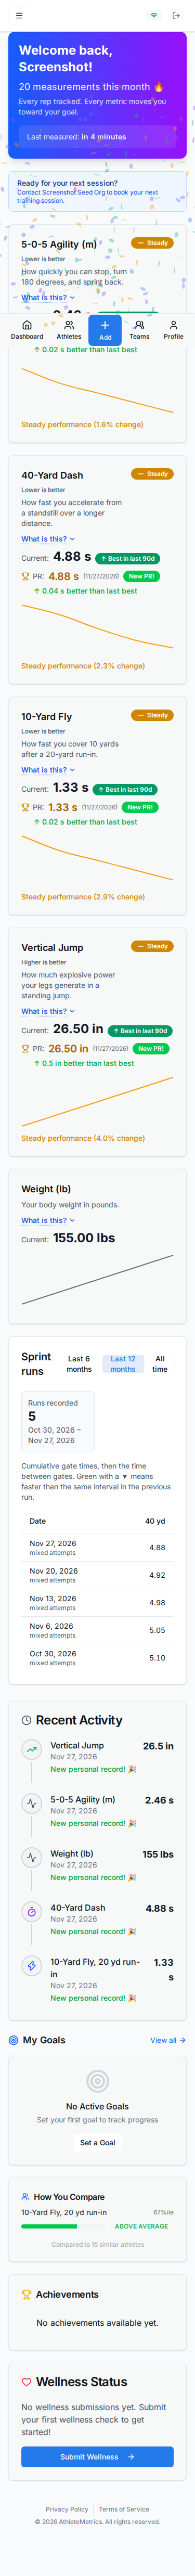 Welcome back,
Screenshot!
20 measurements this month 🔥
Every rep tracked. Every metric moves you
toward your goal.
Last measured: in 4 minutes
Ready for your next session?
Contact Screenshot Seed Org to book your next
training session.
5-0-5 Agility (m)
— Steady
Lower is better
How quickly you can stop, turn
180 degrees, and sprint back.
What is this?
Dashboard
Athletes
Add
Teams
Profile
↑ 0.02 s better than last best
Steady performance (1.6% change)
40-Yard Dash
— Steady
Lower is better
How fast you accelerate from
a standstill over a longer
distance.
What is this?
Current: 4.88 s ↑ Best in last 90d
PR: 4.88 s (11/27/2026) New PR!
↑ 0.04 s better than last best
Steady performance (2.3% change)
10-Yard Fly
— Steady
Lower is better
How fast you cover 10 yards
after a 20-yard run-in.
What is this?
Current: 1.33 s ↑ Best in last 90d
PR: 1.33 s (11/27/2026) New PR!
↑ 0.02 s better than last best
Steady performance (2.9% change)
Vertical Jump
— Steady
Higher is better
How much explosive power
your legs generate in a
standing jump.
What is this?
Current: 26.50 in ↑ Best in last 90d
PR: 26.50 in (11/27/2026) New PR!
↑ 0.5 in better than last best
Steady performance (4.0% change)
Weight (lb)
Your body weight in pounds.
What is this?
Current: 155.00 lbs
Sprint
runs
Last 6
months
Last 12
months
All
time
Runs recorded
5
Oct 30, 2026 –
Nov 27, 2026
Cumulative gate times, then the time
between gates. Green with a ▼ means
faster than the same interval in the previous
run.
Date 40 yd
Nov 27, 2026 4.88
mixed attempts
Nov 20, 2026 4.92
mixed attempts
Nov 13, 2026 4.98
mixed attempts
Nov 6, 2026 5.05
mixed attempts
Oct 30, 2026 5.10
mixed attempts
Recent Activity
Vertical Jump 26.5 in
Nov 27, 2026
New personal record! 🎉
5-0-5 Agility (m) 2.46 s
Nov 27, 2026
New personal record! 🎉
Weight (lb) 155 lbs
Nov 27, 2026
New personal record! 🎉
40-Yard Dash 4.88 s
Nov 27, 2026
New personal record! 🎉
10-Yard Fly, 20 yd run-
in
1.33
s
Nov 27, 2026
New personal record! 🎉
My Goals
View all →
No Active Goals
Set your first goal to track progress
Set a Goal
How You Compare
10-Yard Fly, 20 yd run-in 67%ile
ABOVE AVERAGE
Compared to 15 similar athletes
Achievements
No achievements available yet.
Wellness Status
No wellness submissions yet. Submit
your first wellness check to get
started!
Submit Wellness →
Privacy Policy | Terms of Service
© 2026 AthleteMetrics. All rights reserved.